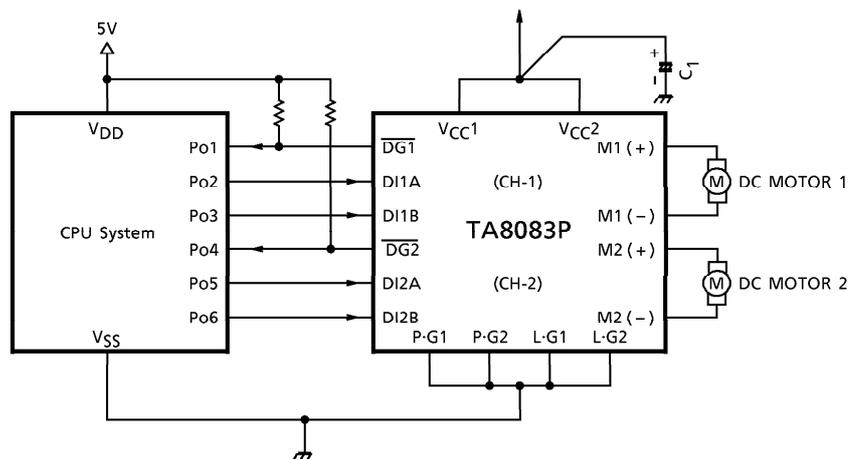 5V
+
-
C1
VDD
VCC1
VCC2
Po1
DG1
M1 (+)
M
DC MOTOR 1
Po2
DI1A
(CH-1)
Po3
DI1B
M1 (−)
CPU System
TA8083P
Po4
DG2
M2 (+)
M
DC MOTOR 2
Po5
DI2A
(CH-2)
Po6
DI2B
M2 (−)
VSS
P·G1
P·G2
L·G1
L·G2